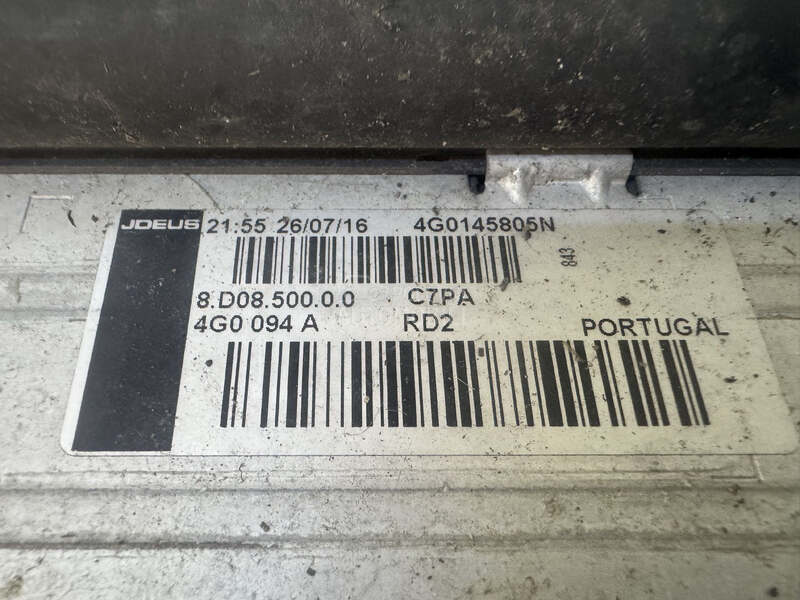 JDEUS 21:55 26/07/16 4G0145805N
843
8.D08.500.0.0 C7PA
4G0 094 A RD2 PORTUGAL